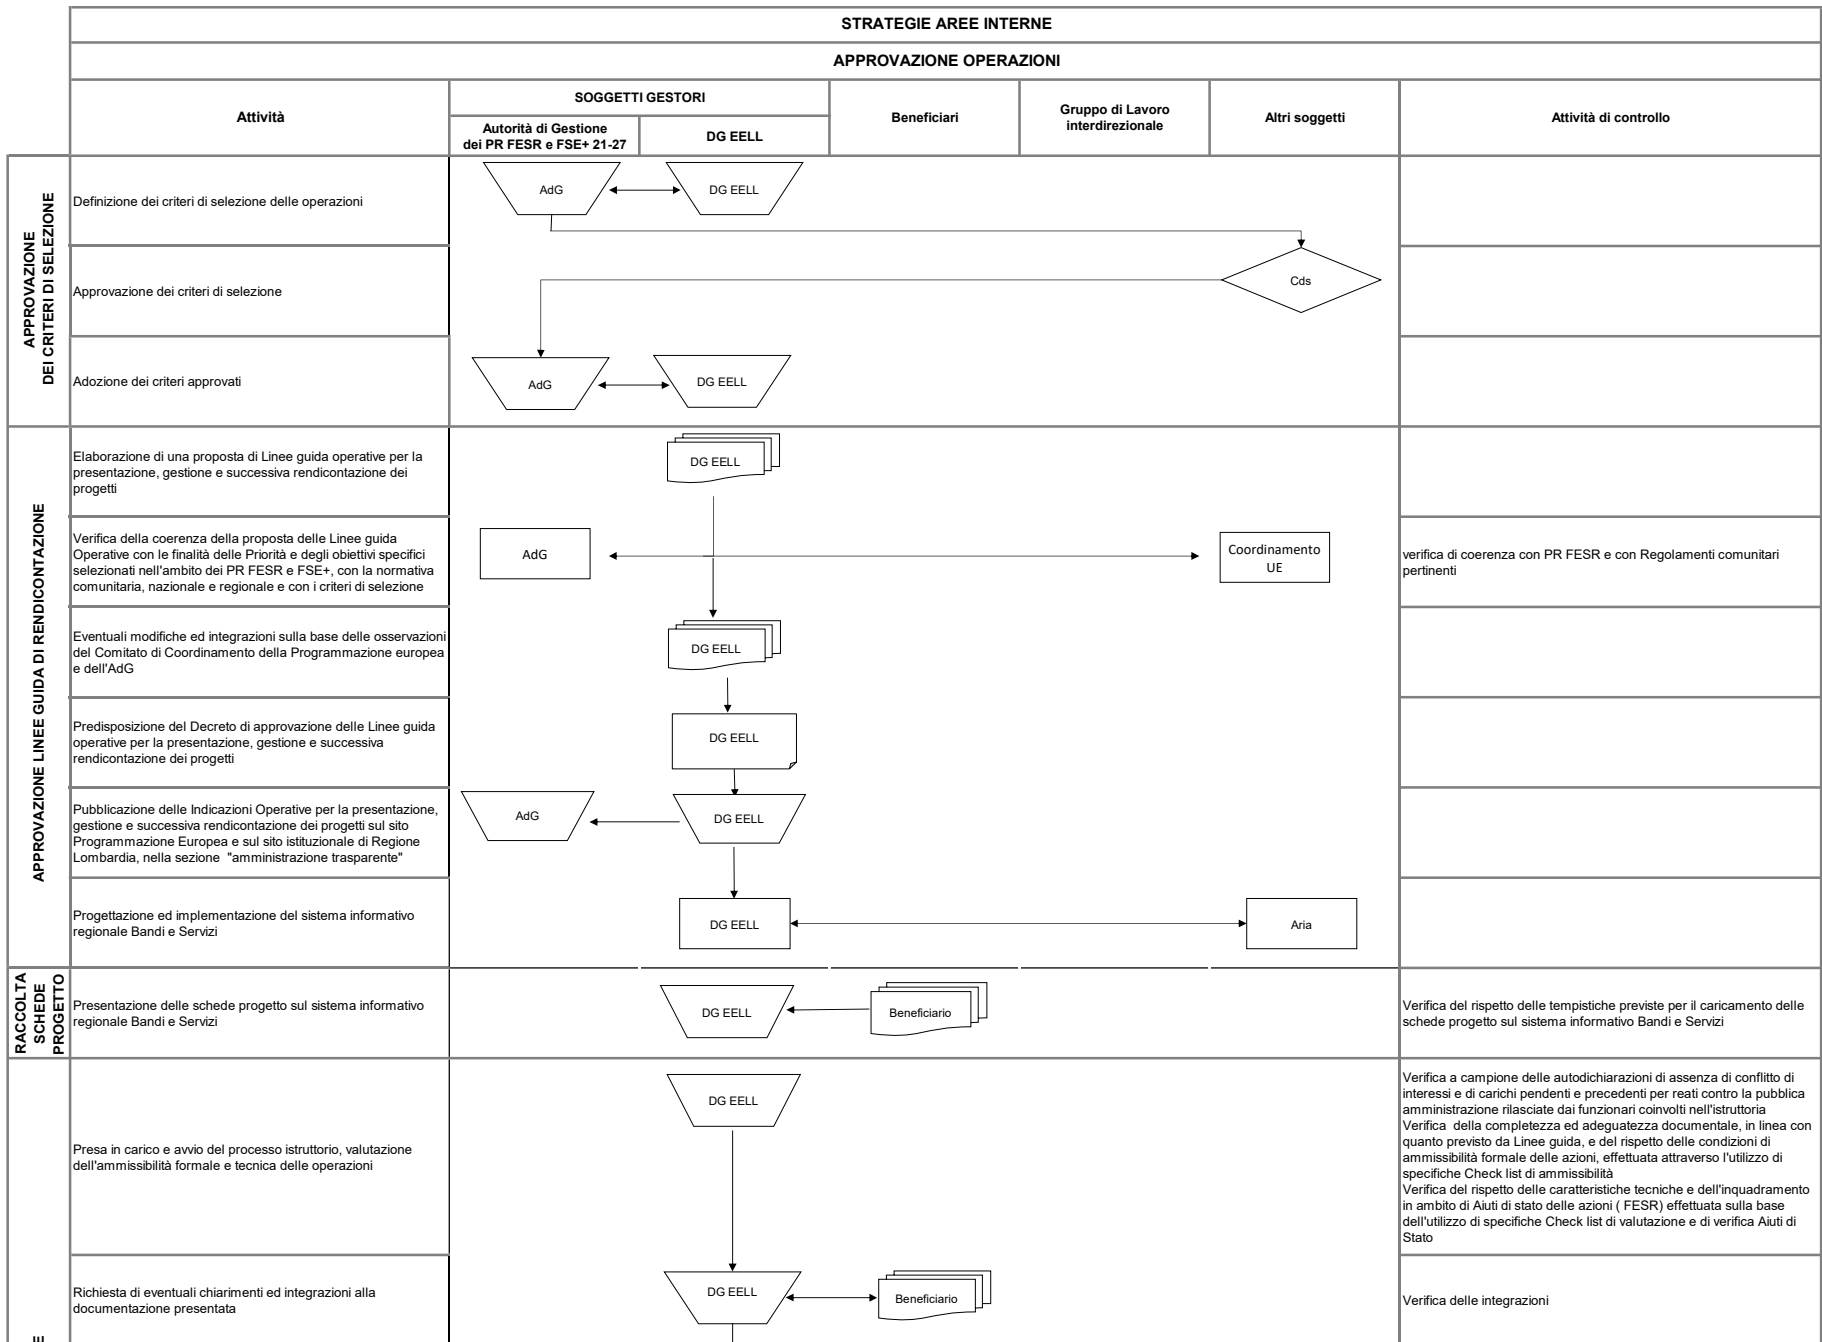 STRATEGIE AREE INTERNE
APPROVAZIONE OPERAZIONI
Attività
SOGGETTI GESTORI
Autorità di Gestione
dei PR FESR e FSE+ 21-27
DG EELL
Beneficiari
Gruppo di Lavoro
interdirezionale
Altri soggetti
Attività di controllo
APPROVAZIONE
DEI CRITERI DI SELEZIONE
Definizione dei criteri di selezione delle operazioni
AdG
DG EELL
Approvazione dei criteri di selezione
Cds
Adozione dei criteri approvati
AdG
DG EELL
APPROVAZIONE LINEE GUIDA DI RENDICONTAZIONE
Elaborazione di una proposta di Linee guida operative per la
presentazione, gestione e successiva rendicontazione dei
progetti
DG EELL
Verifica della coerenza della proposta delle Linee guida
Operative con le finalità delle Priorità e degli obiettivi specifici
selezionati nell'ambito dei PR FESR e FSE+, con la normativa
comunitaria, nazionale e regionale e con i criteri di selezione
AdG
Coordinamento
UE
verifica di coerenza con PR FESR e con Regolamenti comunitari
pertinenti
Eventuali modifiche ed integrazioni sulla base delle osservazioni
del Comitato di Coordinamento della Programmazione europea
e dell'AdG
DG EELL
Predisposizione del Decreto di approvazione delle Linee guida
operative per la presentazione, gestione e successiva
rendicontazione dei progetti
DG EELL
Pubblicazione delle Indicazioni Operative per la presentazione,
gestione e successiva rendicontazione dei progetti sul sito
Programmazione Europea e sul sito istituzionale di Regione
Lombardia, nella sezione "amministrazione trasparente"
AdG
DG EELL
Progettazione ed implementazione del sistema informativo
regionale Bandi e Servizi
DG EELL
Aria
RACCOLTA
SCHEDE
PROGETTO
Presentazione delle schede progetto sul sistema informativo
regionale Bandi e Servizi
DG EELL
Beneficiario
Verifica del rispetto delle tempistiche previste per il caricamento delle
schede progetto sul sistema informativo Bandi e Servizi
Presa in carico e avvio del processo istruttorio, valutazione
dell'ammissibilità formale e tecnica delle operazioni
DG EELL
Verifica a campione delle autodichiarazioni di assenza di conflitto di
interessi e di carichi pendenti e precedenti per reati contro la pubblica
amministrazione rilasciate dai funzionari coinvolti nell'istruttoria
Verifica della completezza ed adeguatezza documentale, in linea con
quanto previsto da Linee guida, e del rispetto delle condizioni di
ammissibilità formale delle azioni, effettuata attraverso l'utilizzo di
specifiche Check list di ammissibilità
Verifica del rispetto delle caratteristiche tecniche e dell'inquadramento
in ambito di Aiuti di stato delle azioni ( FESR) effettuata sulla base
dell'utilizzo di specifiche Check list di valutazione e di verifica Aiuti di
Stato
Richiesta di eventuali chiarimenti ed integrazioni alla
documentazione presentata
DG EELL
Beneficiario
Verifica delle integrazioni